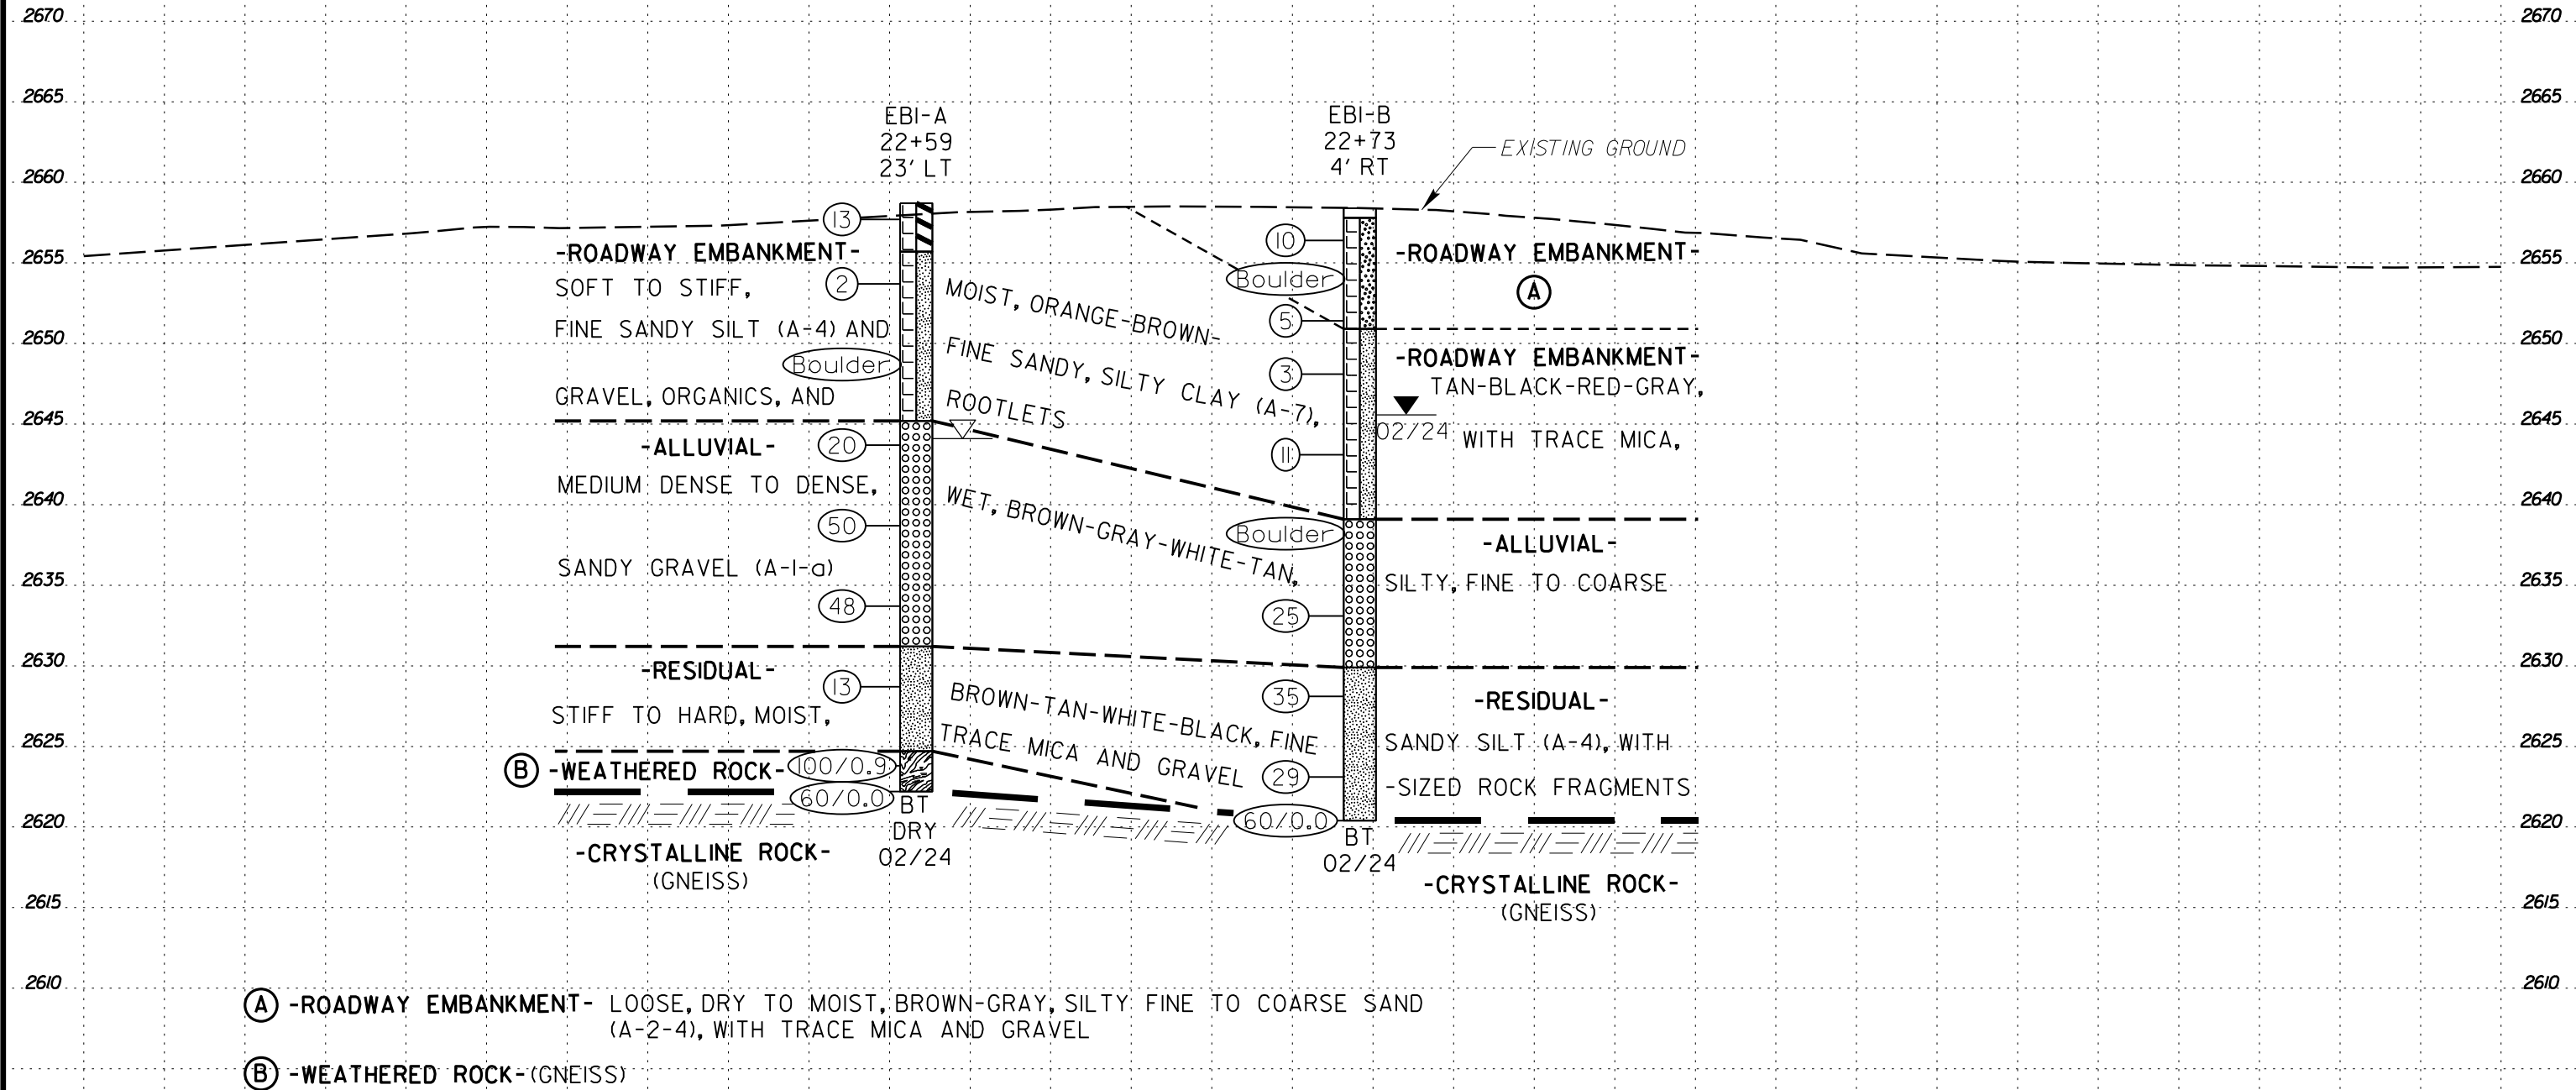 2670 2670
2665 2665
EBI-A
22+59
23' LT
EBI-B
22+73
4' RT
EXISTING GROUND
2660 2660
13
10
-ROADWAY EMBANKMENT- -ROADWAY EMBANKMENT-
2655 2655
SOFT TO STIFF,
2
MOIST, ORANGE-BROWN-
Boulder
A
5
FINE SANDY SILT (A-4) AND
2650 2650
FINE SANDY, SILTY CLAY (A-7),
-ROADWAY EMBANKMENT-
Boulder
3
TAN-BLACK-RED-GRAY,
GRAVEL, ORGANICS, AND
ROOTLETS
2645 2645
02/24
WITH TRACE MICA,
-ALLUVIAL-
20
11
MEDIUM DENSE TO DENSE,
WET, BROWN-GRAY-WHITE-TAN,
2640 2640
50
Boulder
-ALLUVIAL-
SANDY GRAVEL (A-1-a)
SILTY, FINE TO COARSE
2635 2635
48
25
2630 2630
-RESIDUAL-
13
35
-RESIDUAL-
STIFF TO HARD, MOIST,
BROWN-TAN-WHITE-BLACK, FINE
SANDY SILT (A-4), WITH
2625 2625
TRACE MICA AND GRAVEL
B -WEATHERED ROCK-
100/0.9
29
-SIZED ROCK FRAGMENTS
60/0.0
BT
DRY
02/24
60/0.0
BT
02/24
2620 2620
-CRYSTALLINE ROCK-
(GNEISS)
-CRYSTALLINE ROCK-
(GNEISS)
2615 2615
2610 2610
A -ROADWAY EMBANKMENT- LOOSE, DRY TO MOIST, BROWN-GRAY, SILTY FINE TO COARSE SAND
(A-2-4), WITH TRACE MICA AND GRAVEL
B -WEATHERED ROCK- (GNEISS)